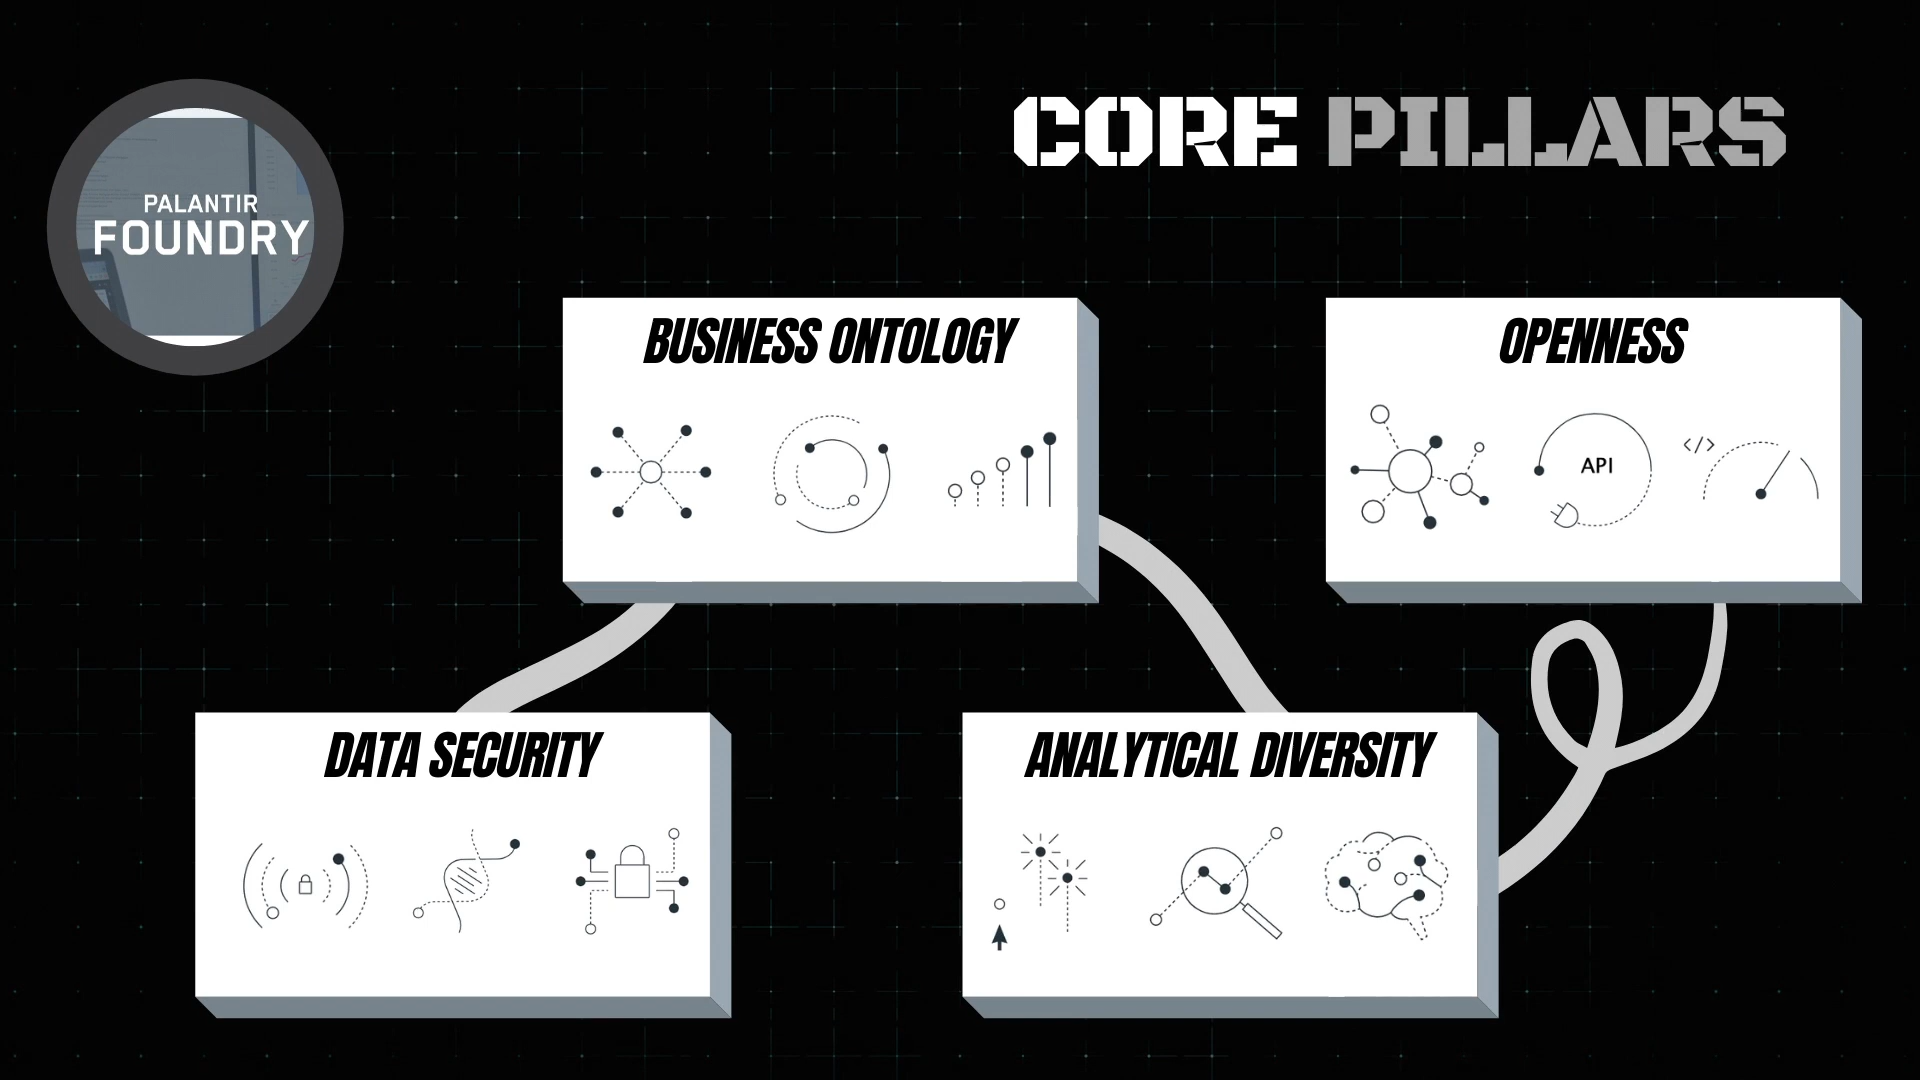 PALANTIR
FOUNDRY
CORE PILLARS
BUSINESS ONTOLOGY
OPENNESS
API
</>
DATA SECURITY
ANALYTICAL DIVERSITY